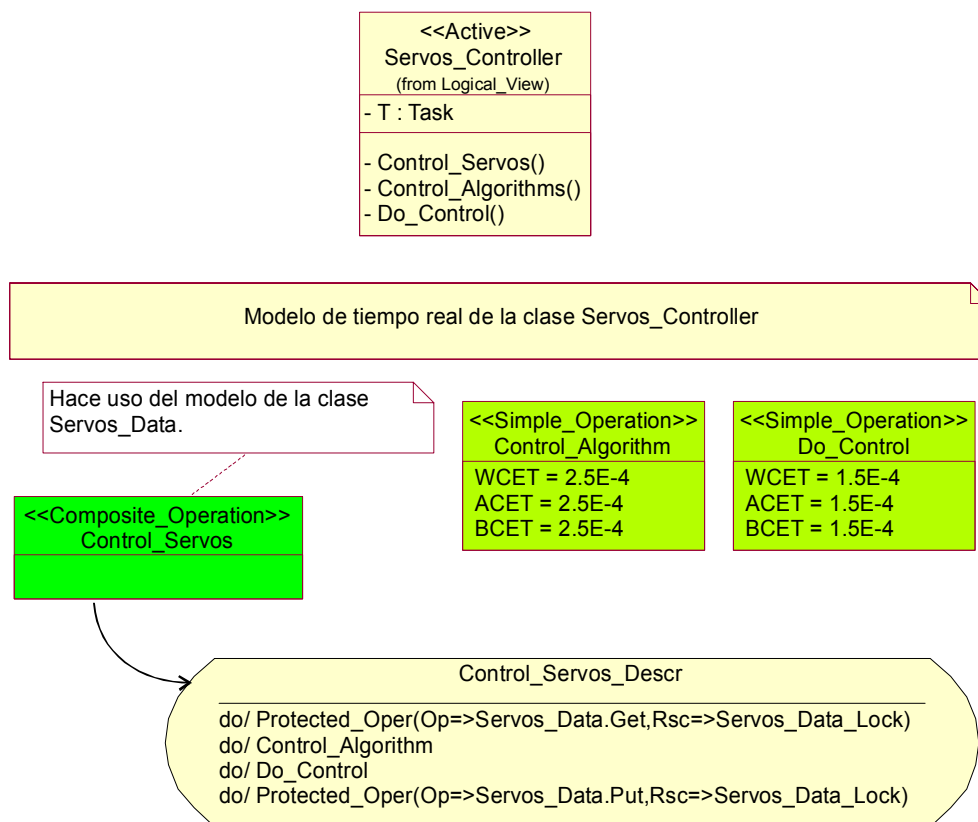 <<Active>>
Servos_Controller
(from Logical_View)
- T : Task
- Control_Servos()
- Control_Algorithms()
- Do_Control()
Modelo de tiempo real de la clase Servos_Controller
Hace uso del modelo de la clase
Servos_Data.
<<Simple_Operation>>
Control_Algorithm
WCET = 2.5E-4
ACET = 2.5E-4
BCET = 2.5E-4
<<Simple_Operation>>
Do_Control
WCET = 1.5E-4
ACET = 1.5E-4
BCET = 1.5E-4
<<Composite_Operation>>
Control_Servos
Control_Servos_Descr
do/ Protected_Oper(Op=>Servos_Data.Get,Rsc=>Servos_Data_Lock)
do/ Control_Algorithm
do/ Do_Control
do/ Protected_Oper(Op=>Servos_Data.Put,Rsc=>Servos_Data_Lock)